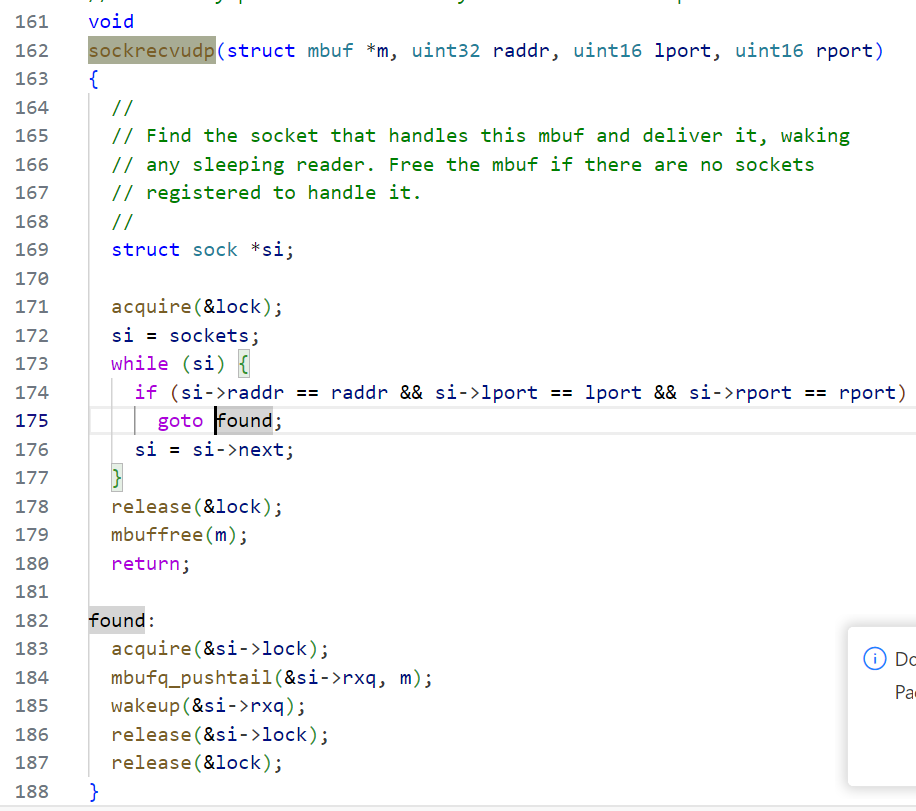 161 void
162 sockrecvudp(struct mbuf *m, uint32 raddr, uint16 lport, uint16 rport)
163 {
164   //
165   // Find the socket that handles this mbuf and deliver it, waking
166   // any sleeping reader. Free the mbuf if there are no sockets
167   // registered to handle it.
168   //
169   struct sock *si;
170
171   acquire(&lock);
172   si = sockets;
173   while (si) {
174     if (si->raddr == raddr && si->lport == lport && si->rport == rport)
175       goto found;
176     si = si->next;
177   }
178   release(&lock);
179   mbuffree(m);
180   return;
181
182 found:
183   acquire(&si->lock);
184   mbufq_pushtail(&si->rxq, m);
185   wakeup(&si->rxq);
186   release(&si->lock);
187   release(&lock);
188 }